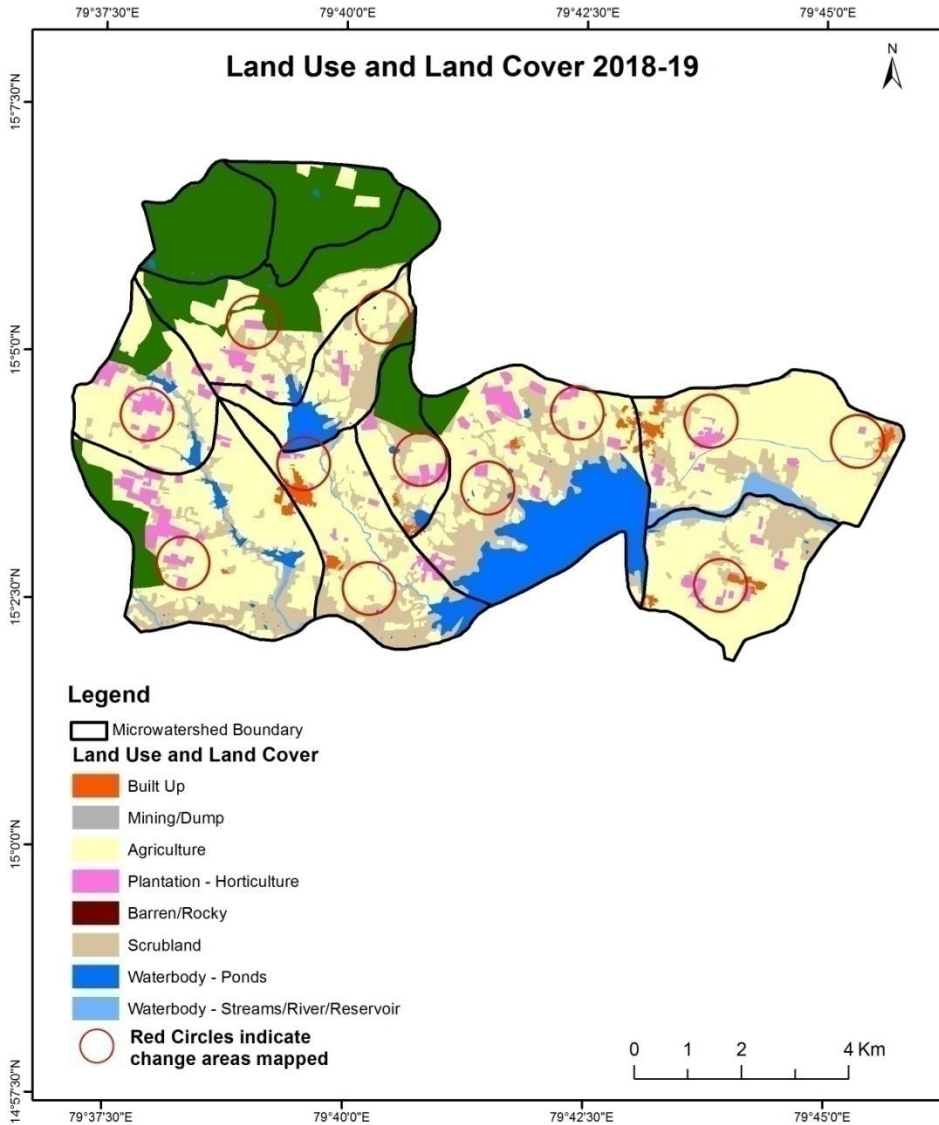 79°37'30"E 79°40'0"E 79°42'30"E 79°45'0"E
Land Use and Land Cover 2018-19
N
15°7'30"N
15°5'0"N
15°2'30"N
15°0'0"N
14°57'30"N
Legend
Microwatershed Boundary
Land Use and Land Cover
Built Up
Mining/Dump
Agriculture
Plantation - Horticulture
Barren/Rocky
Scrubland
Waterbody - Ponds
Waterbody - Streams/River/Reservoir
Red Circles indicate
change areas mapped
0 1 2 4 Km
79°37'30"E 79°40'0"E 79°42'30"E 79°45'0"E